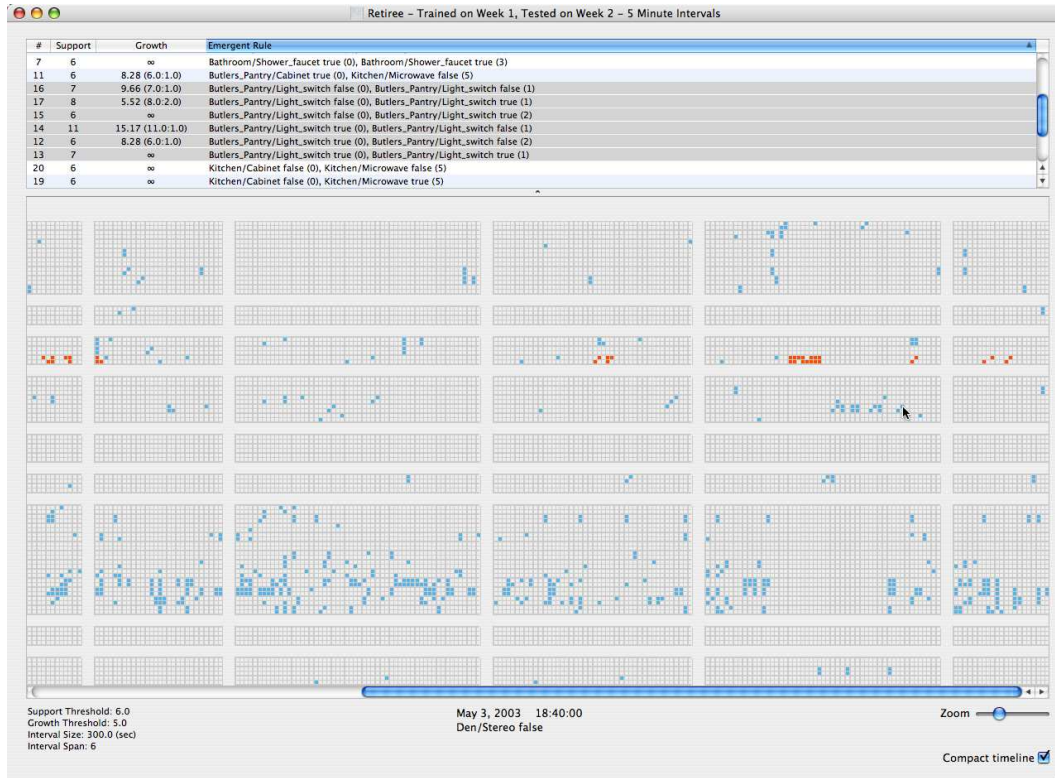 Retiree – Trained on Week 1, Tested on Week 2 – 5 Minute Intervals
# Support Growth Emergent Rule
7 6 ∞ Bathroom/Shower_faucet true (0), Bathroom/Shower_faucet true (3)
11 6 8.28 (6.0:1.0) Butlers_Pantry/Cabinet true (0), Kitchen/Microwave false (5)
16 7 9.66 (7.0:1.0) Butlers_Pantry/Light_switch false (0), Butlers_Pantry/Light_switch false (1)
17 8 5.52 (8.0:2.0) Butlers_Pantry/Light_switch false (0), Butlers_Pantry/Light_switch true (1)
15 6 ∞ Butlers_Pantry/Light_switch true (0), Butlers_Pantry/Light_switch true (2)
14 11 15.17 (11.0:1.0) Butlers_Pantry/Light_switch true (0), Butlers_Pantry/Light_switch false (1)
12 6 8.28 (6.0:1.0) Butlers_Pantry/Light_switch true (0), Butlers_Pantry/Light_switch false (2)
13 7 ∞ Butlers_Pantry/Light_switch true (0), Butlers_Pantry/Light_switch true (1)
20 6 ∞ Kitchen/Cabinet false (0), Kitchen/Microwave false (5)
19 6 ∞ Kitchen/Cabinet false (0), Kitchen/Microwave true (5)
Support Threshold: 6.0
Growth Threshold: 5.0
Interval Size: 300.0 (sec)
Interval Span: 6
May 3, 2003 18:40:00
Den/Stereo false
Zoom
Compact timeline